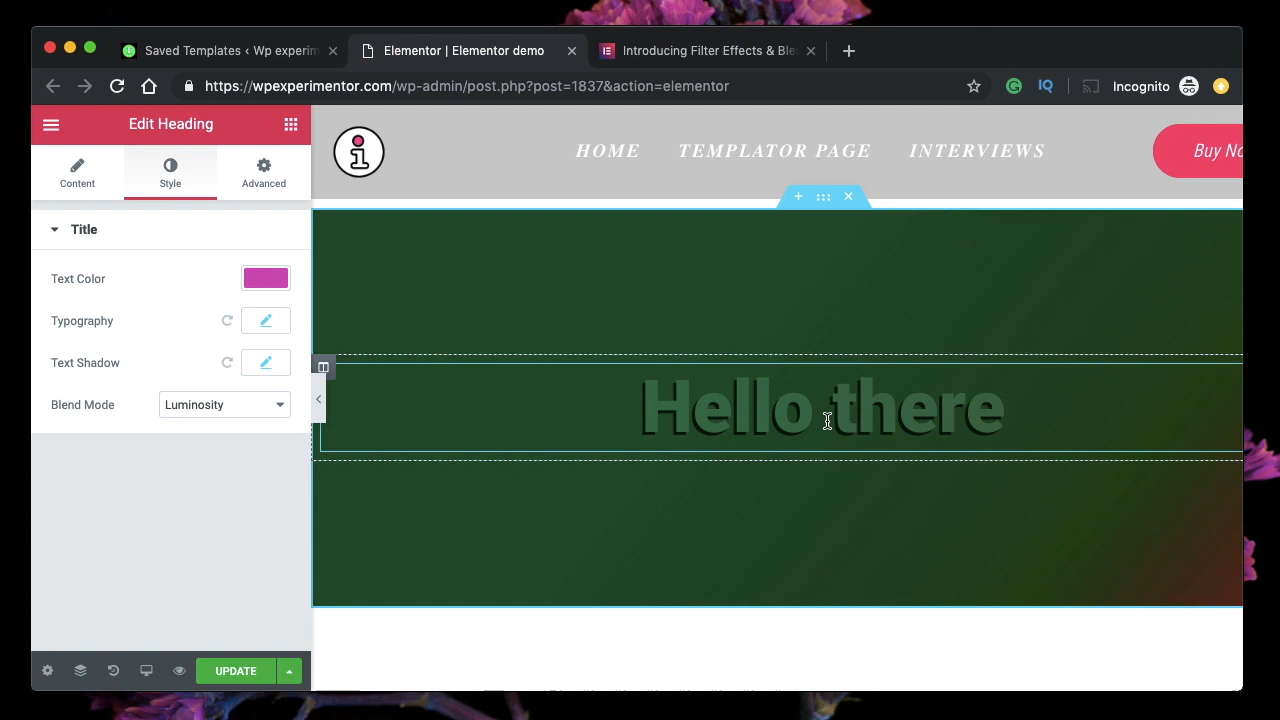 Saved Templates ‹ Wp experim
Elementor | Elementor demo
Introducing Filter Effects & Ble
https://wpexperimentor.com/wp-admin/post.php?post=1837&action=elementor
IQ
Incognito
Edit Heading
Content
Style
Advanced
HOME
TEMPLATOR PAGE
INTERVIEWS
Buy No
Title
Text Color
Typography
Text Shadow
Blend Mode
Luminosity
Hello there
UPDATE